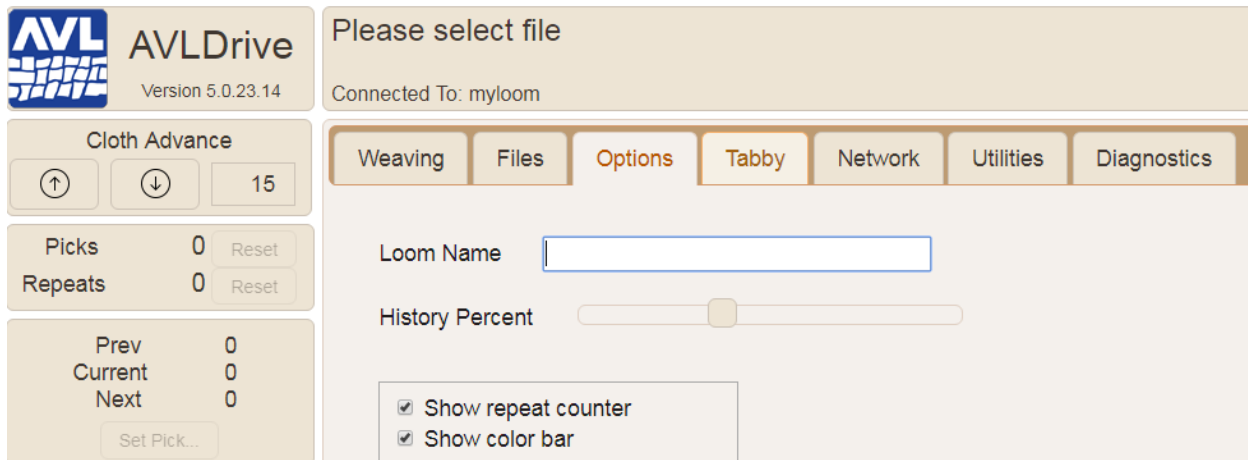 AVL
AVLDrive
Version 5.0.23.14
Please select file
Connected To: myloom
Cloth Advance
15
Picks 0 Reset
Repeats 0 Reset
Prev 0
Current 0
Next 0
Set Pick...
Weaving Files Options Tabby Network Utilities Diagnostics
Loom Name
History Percent
Show repeat counter
Show color bar